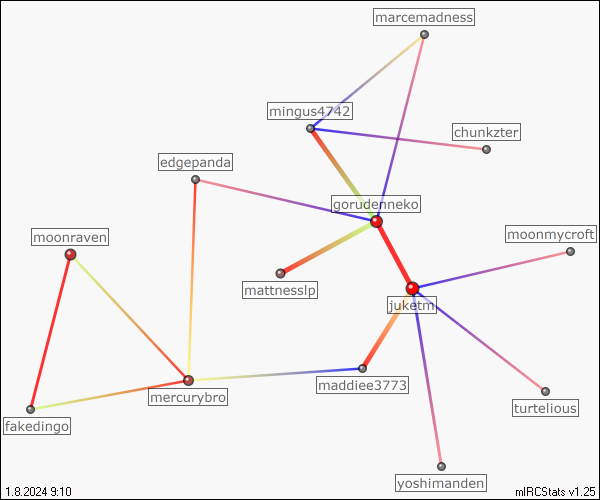 marcemadness
mingus4742
chunkzter
edgepanda
gorudenneko
moonraven
moonmycroft
mattnesslp
juketm
maddiee3773
mercurybro
turtelious
fakedingo
yoshimanden
1.8.2024 9:10
mIRCStats v1.25